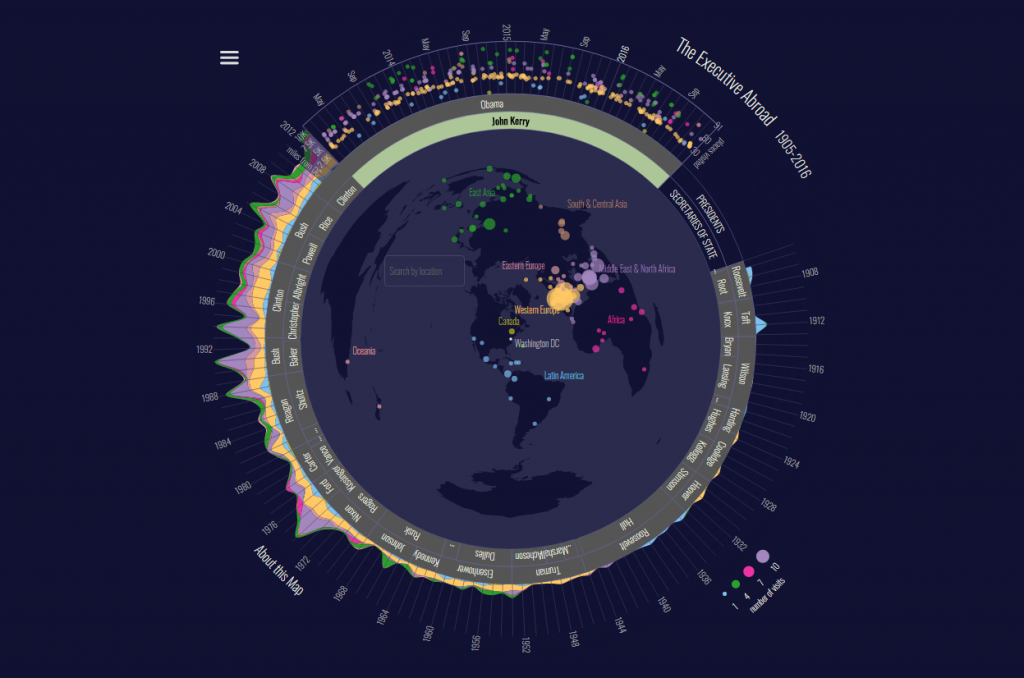 The Executive Abroad 1905-2016
May
Sep
2014
May
Sep
2015
May
Sep
2016
May
Sep
places visited
Obama
John Kerry
PRESIDENTS
SECRETARIES OF STATE
2012
2008
2004
2000
1996
1992
1988
1984
1980
1976
1972
1968
1964
1960
1956
1952
1948
1944
1940
1936
1932
1928
1924
1920
1916
1912
1908
Roosevelt
Taft
Wilson
Harding
Coolidge
Hoover
Roosevelt
Truman
Eisenhower
Kennedy
Johnson
Nixon
Ford
Carter
Reagan
Bush
Clinton
Bush
Root
Knox
Bryan
Lansing
Hughes
Kellogg
Stimson
Hull
Marshall
Acheson
Dulles
Rusk
Rogers
Kissinger
Vance
Shultz
Baker
Christopher
Albright
Powell
Rice
Clinton
East Asia
South & Central Asia
Search by location
Eastern Europe
Middle East & North Africa
Western Europe
Canada
Africa
Washington DC
Oceania
Latin America
About this Map
1 4 7 10
number of visits